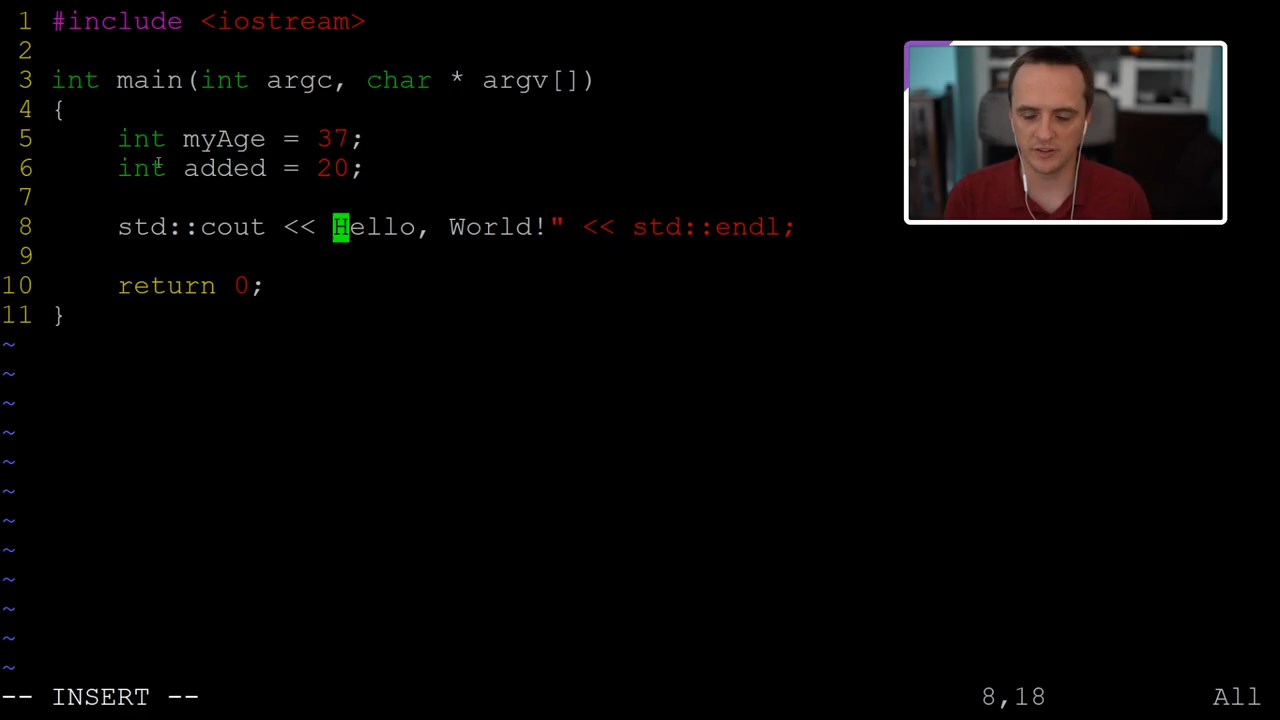 1 #include <iostream>
2
3 int main(int argc, char * argv[])
4 {
5 int myAge = 37;
6 int added = 20;
7
8 std::cout << Hello, World!" << std::endl;
9
10 return 0;
11 }
~
~
~
~
~
~
~
~
~
~
~
~
-- INSERT -- 8,18 All